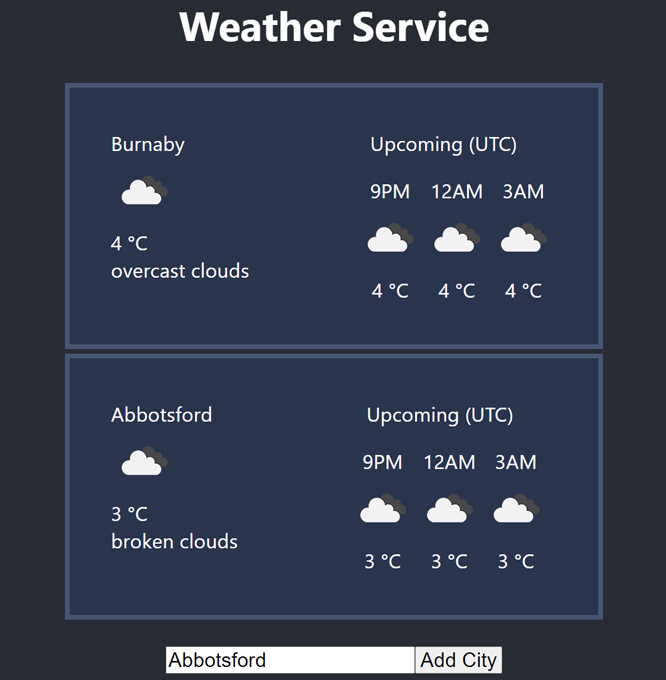 Weather Service
Burnaby
4 °C
overcast clouds
Upcoming (UTC)
9PM 12AM 3AM
4 °C 4 °C 4 °C
Abbotsford
3 °C
broken clouds
Upcoming (UTC)
9PM 12AM 3AM
3 °C 3 °C 3 °C
Abbotsford Add City